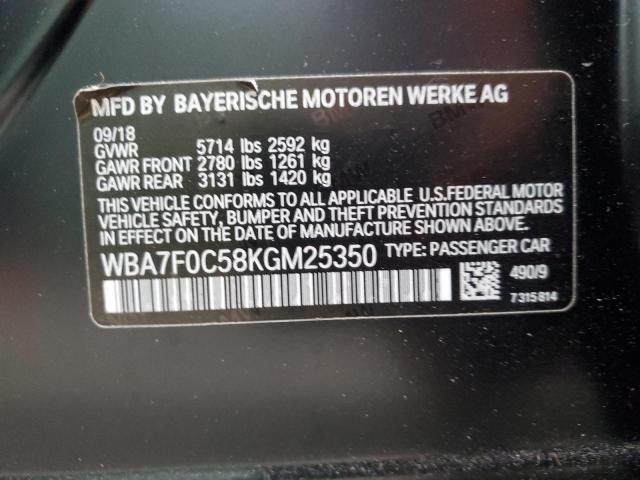 MFD BY BAYERISCHE MOTOREN WERKE AG
09/18
GVWR 5714 lbs 2592 kg
GAWR FRONT 2780 lbs 1261 kg
GAWR REAR 3131 lbs 1420 kg
THIS VEHICLE CONFORMS TO ALL APPLICABLE U.S.FEDERAL MOTOR
VEHICLE SAFETY, BUMPER AND THEFT PREVENTION STANDARDS
IN EFFECT ON THE DATE OF MANUFACTURE SHOWN ABOVE.
WBA7F0C58KGM25350 TYPE: PASSENGER CAR
490/9
7315814